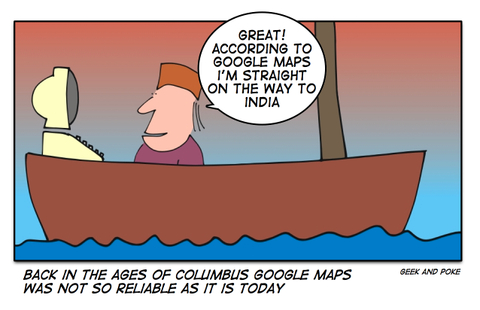 GREAT!
ACCORDING TO
GOOGLE MAPS
I'M STRAIGHT
ON THE WAY TO
INDIA
BACK IN THE AGES OF COLUMBUS GOOGLE MAPS
WAS NOT SO RELIABLE AS IT IS TODAY
GEEK AND POKE